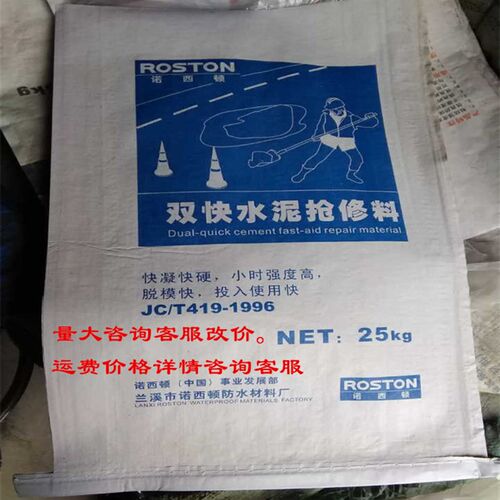 ROSTON
诺西顿
双快水泥抢修料
Dual-quick cement fast-aid repair material
快凝快硬，小时强度高，
脱模快，投入使用快
JC/T419-1996
量大咨询客服改价。
NET：25kg
运费价格详情咨询客服
诺西顿（中国）事业发展部
兰溪市诺西顿防水材料厂
LANXI ROSTON WATERPROOF MATERIALS FACTORY
ROSTON
诺西顿
kg